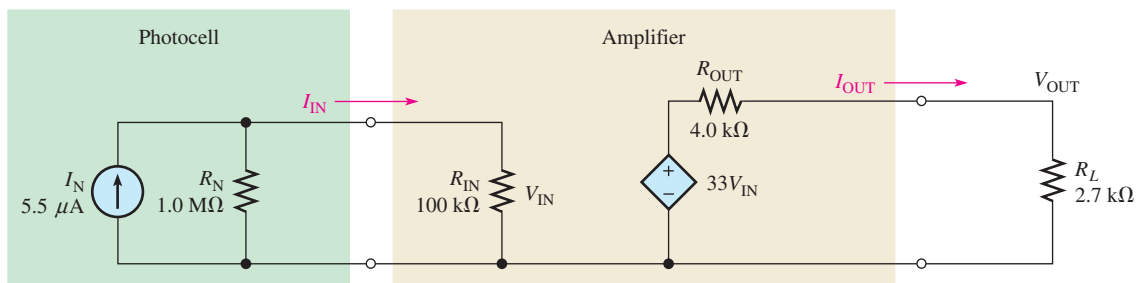 Photocell
Amplifier
R_OUT
4.0 kΩ
I_IN
I_OUT
V_OUT
I_N
5.5 μA
R_N
1.0 MΩ
R_IN
100 kΩ
V_IN
+
−
33V_IN
R_L
2.7 kΩ